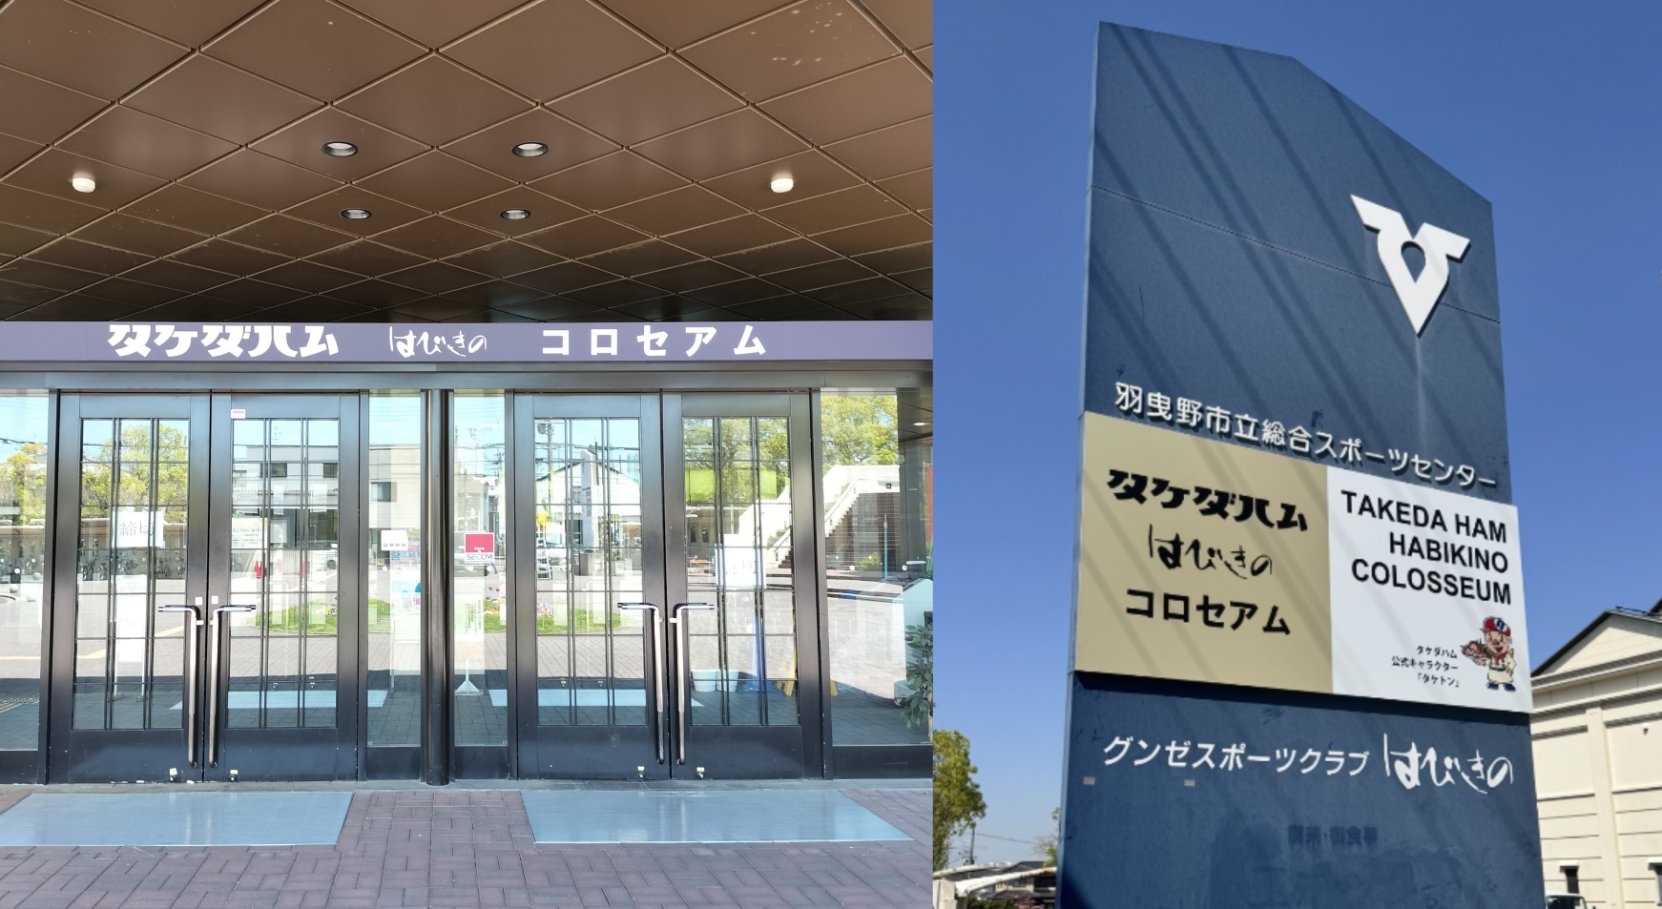 タケダハム はびきの コロセアム
締切
SECOM
羽曳野市立総合スポーツセンター
タケダハム
はびきの
コロセアム
TAKEDA HAM
HABIKINO
COLOSSEUM
タケダハム
公式キャラクター
「タケトン」
グンゼスポーツクラブ はびきの